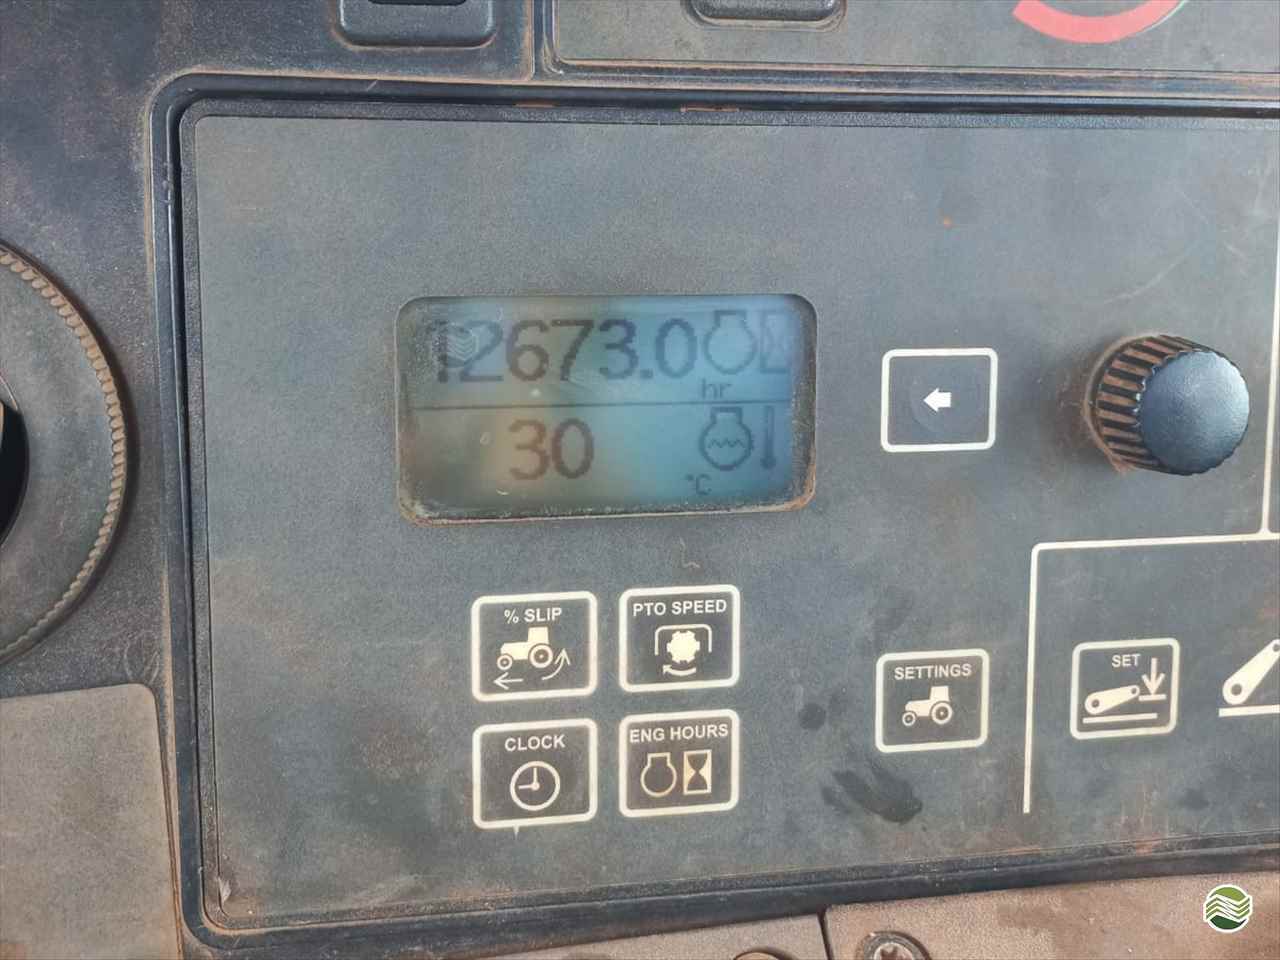 12673.0
hr
30
°C
% SLIP
PTO SPEED
CLOCK
ENG HOURS
SETTINGS
SET